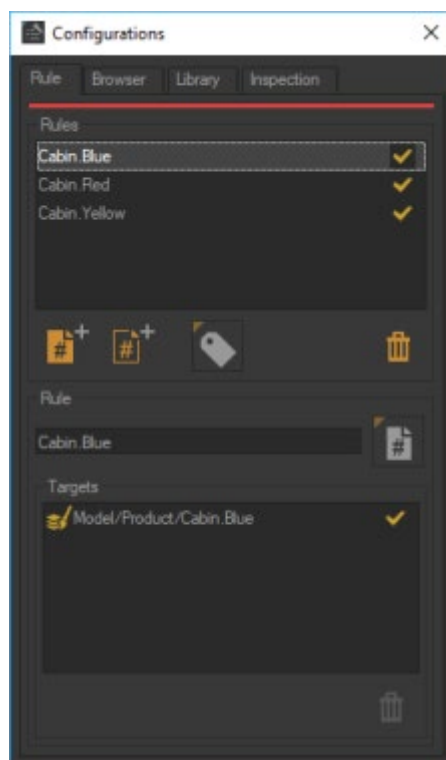 Configurations
Rule Browser Library Inspection
Rules
Cabin.Blue
Cabin.Red
Cabin.Yellow
# #
Rule
Cabin.Blue #
Targets
Model/Product/Cabin.Blue